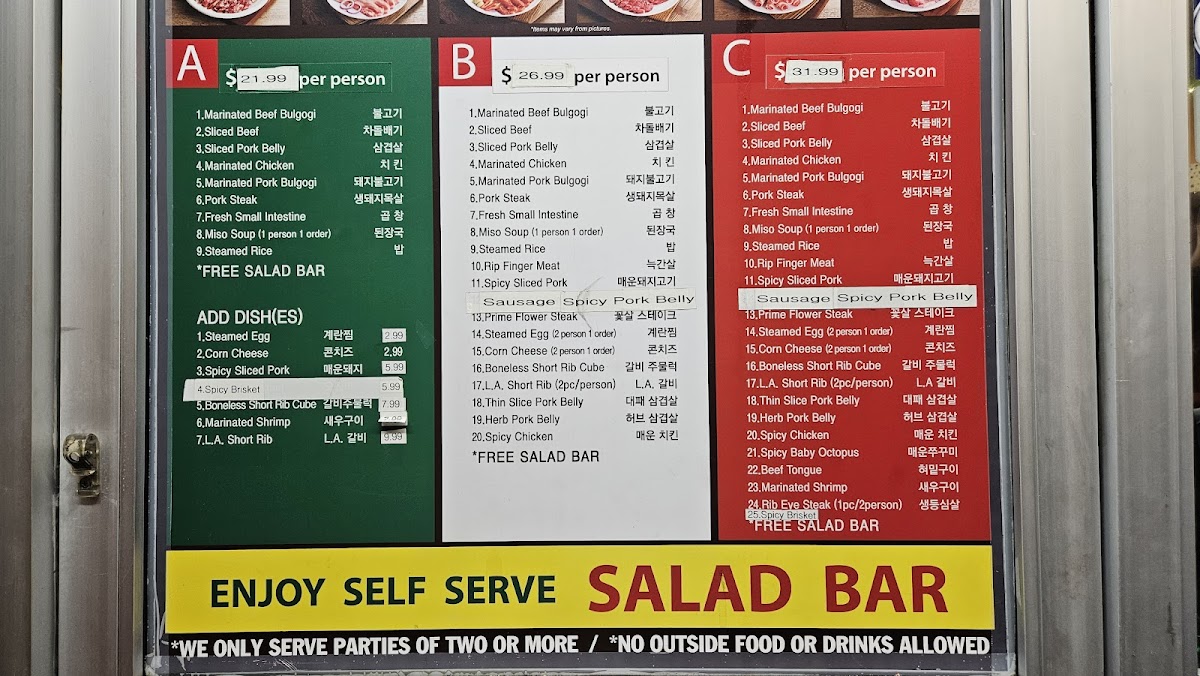 *Items may vary from pictures.
A
$21.99 per person
1.Marinated Beef Bulgogi 불고기
2.Sliced Beef 차돌배기
3.Sliced Pork Belly 삼겹살
4.Marinated Chicken 치 킨
5.Marinated Pork Bulgogi 돼지불고기
6.Pork Steak 생돼지목살
7.Fresh Small Intestine 곱 창
8.Miso Soup (1 person 1 order) 된장국
9.Steamed Rice 밥
*FREE SALAD BAR
ADD DISH(ES)
1.Steamed Egg 계란찜 2.99
2.Corn Cheese 콘치즈 2,99
3.Spicy Sliced Pork 매운돼지 5.99
4.Spicy Brisket 5.99
5.Boneless Short Rib Cube 갈비주물럭 7.99
6.Marinated Shrimp 새우구이
7.L.A. Short Rib L.A. 갈비 9.99
B
$26.99 per person
1.Marinated Beef Bulgogi 불고기
2.Sliced Beef 차돌배기
3.Sliced Pork Belly 삼겹살
4.Marinated Chicken 치 킨
5.Marinated Pork Bulgogi 돼지불고기
6.Pork Steak 생돼지목살
7.Fresh Small Intestine 곱 창
8.Miso Soup (1 person 1 order) 된장국
9.Steamed Rice 밥
10.Rip Finger Meat 늑간살
11.Spicy Sliced Pork 매운돼지고기
Sausage Spicy Pork Belly
13.Prime Flower Steak 꽃살 스테이크
14.Steamed Egg (2 person 1 order) 계란찜
15.Corn Cheese (2 person 1 order) 콘치즈
16.Boneless Short Rib Cube 갈비 주물럭
17.L.A. Short Rib (2pc/person) L.A. 갈비
18.Thin Slice Pork Belly 대패 삼겹살
19.Herb Pork Belly 허브 삼겹살
20.Spicy Chicken 매운 치킨
*FREE SALAD BAR
C
$31.99 per person
1.Marinated Beef Bulgogi 불고기
2.Sliced Beef 차돌배기
3.Sliced Pork Belly 삼겹살
4.Marinated Chicken 치 킨
5.Marinated Pork Bulgogi 돼지불고기
6.Pork Steak 생돼지목살
7.Fresh Small Intestine 곱 창
8.Miso Soup (1 person 1 order) 된장국
9.Steamed Rice 밥
10.Rip Finger Meat 늑간살
11.Spicy Sliced Pork 매운돼지고기
Sausage Spicy Pork Belly
13.Prime Flower Steak 꽃살 스테이크
14.Steamed Egg (2 person 1 order) 계란찜
15.Corn Cheese (2 person 1 order) 콘치즈
16.Boneless Short Rib Cube 갈비 주물럭
17.L.A. Short Rib (2pc/person) L.A 갈비
18.Thin Slice Pork Belly 대패 삼겹살
19.Herb Pork Belly 허브 삼겹살
20.Spicy Chicken 매운 치킨
21.Spicy Baby Octopus 매운쭈꾸미
22.Beef Tongue 혀밑구이
23.Marinated Shrimp 새우구이
24.Rib Eye Steak (1pc/2person) 생등심살
25.Spicy Brisket
*FREE SALAD BAR
ENJOY SELF SERVE SALAD BAR
*WE ONLY SERVE PARTIES OF TWO OR MORE / *NO OUTSIDE FOOD OR DRINKS ALLOWED